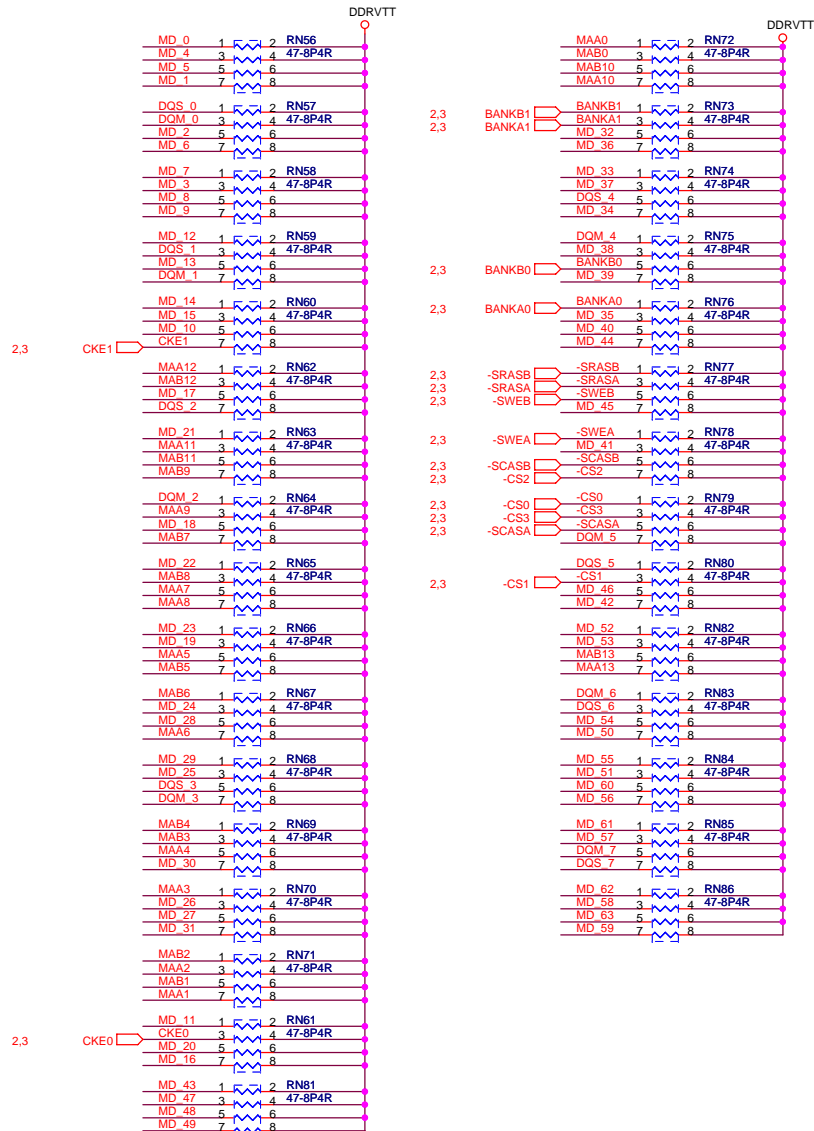 DDRVTT
MD_0 1 2 RN56
MD_4 3 4 47-8P4R
MD_5 5 6
MD_1 7 8
DQS_0 1 2 RN57
DQM_0 3 4 47-8P4R
MD_2 5 6
MD_6 7 8
MD_7 1 2 RN58
MD_3 3 4 47-8P4R
MD_8 5 6
MD_9 7 8
MD_12 1 2 RN59
DQS_1 3 4 47-8P4R
MD_13 5 6
DQM_1 7 8
MD_14 1 2 RN60
MD_15 3 4 47-8P4R
MD_10 5 6
2,3 CKE1 CKE1 7 8
MAA12 1 2 RN62
MAB12 3 4 47-8P4R
MD_17 5 6
DQS_2 7 8
MD_21 1 2 RN63
MAA11 3 4 47-8P4R
MAB11 5 6
MAB9 7 8
DQM_2 1 2 RN64
MAA9 3 4 47-8P4R
MD_18 5 6
MAB7 7 8
MD_22 1 2 RN65
MAB8 3 4 47-8P4R
MAA7 5 6
MAA8 7 8
MD_23 1 2 RN66
MD_19 3 4 47-8P4R
MAA5 5 6
MAB5 7 8
MAB6 1 2 RN67
MD_24 3 4 47-8P4R
MD_28 5 6
MAA6 7 8
MD_29 1 2 RN68
MD_25 3 4 47-8P4R
DQS_3 5 6
DQM_3 7 8
MAB4 1 2 RN69
MAB3 3 4 47-8P4R
MAA4 5 6
MD_30 7 8
MAA3 1 2 RN70
MD_26 3 4 47-8P4R
MD_27 5 6
MD_31 7 8
MAB2 1 2 RN71
MAA2 3 4 47-8P4R
MAB1 5 6
MAA1 7 8
MD_11 1 2 RN61
2,3 CKE0 CKE0 3 4 47-8P4R
MD_20 5 6
MD_16 7 8
MD_43 1 2 RN81
MD_47 3 4 47-8P4R
MD_48 5 6
MD_49 7 8
DDRVTT
MAA0 1 2 RN72
MAB0 3 4 47-8P4R
MAB10 5 6
MAA10 7 8
2,3 BANKB1 BANKB1 1 2 RN73
2,3 BANKA1 BANKA1 3 4 47-8P4R
MD_32 5 6
MD_36 7 8
MD_33 1 2 RN74
MD_37 3 4 47-8P4R
DQS_4 5 6
MD_34 7 8
DQM_4 1 2 RN75
MD_38 3 4 47-8P4R
2,3 BANKB0 BANKB0 5 6
MD_39 7 8
2,3 BANKA0 BANKA0 1 2 RN76
MD_35 3 4 47-8P4R
MD_40 5 6
MD_44 7 8
2,3 -SRASB -SRASB 1 2 RN77
2,3 -SRASA -SRASA 3 4 47-8P4R
2,3 -SWEB -SWEB 5 6
MD_45 7 8
2,3 -SWEA -SWEA 1 2 RN78
MD_41 3 4 47-8P4R
2,3 -SCASB -SCASB 5 6
2,3 -CS2 -CS2 7 8
2,3 -CS0 -CS0 1 2 RN79
2,3 -CS3 -CS3 3 4 47-8P4R
2,3 -SCASA -SCASA 5 6
DQM_5 7 8
DQS_5 1 2 RN80
2,3 -CS1 -CS1 3 4 47-8P4R
MD_46 5 6
MD_42 7 8
MD_52 1 2 RN82
MD_53 3 4 47-8P4R
MAB13 5 6
MAA13 7 8
DQM_6 1 2 RN83
DQS_6 3 4 47-8P4R
MD_54 5 6
MD_50 7 8
MD_55 1 2 RN84
MD_51 3 4 47-8P4R
MD_60 5 6
MD_56 7 8
MD_61 1 2 RN85
MD_57 3 4 47-8P4R
DQM_7 5 6
DQS_7 7 8
MD_62 1 2 RN86
MD_58 3 4 47-8P4R
MD_63 5 6
MD_59 7 8